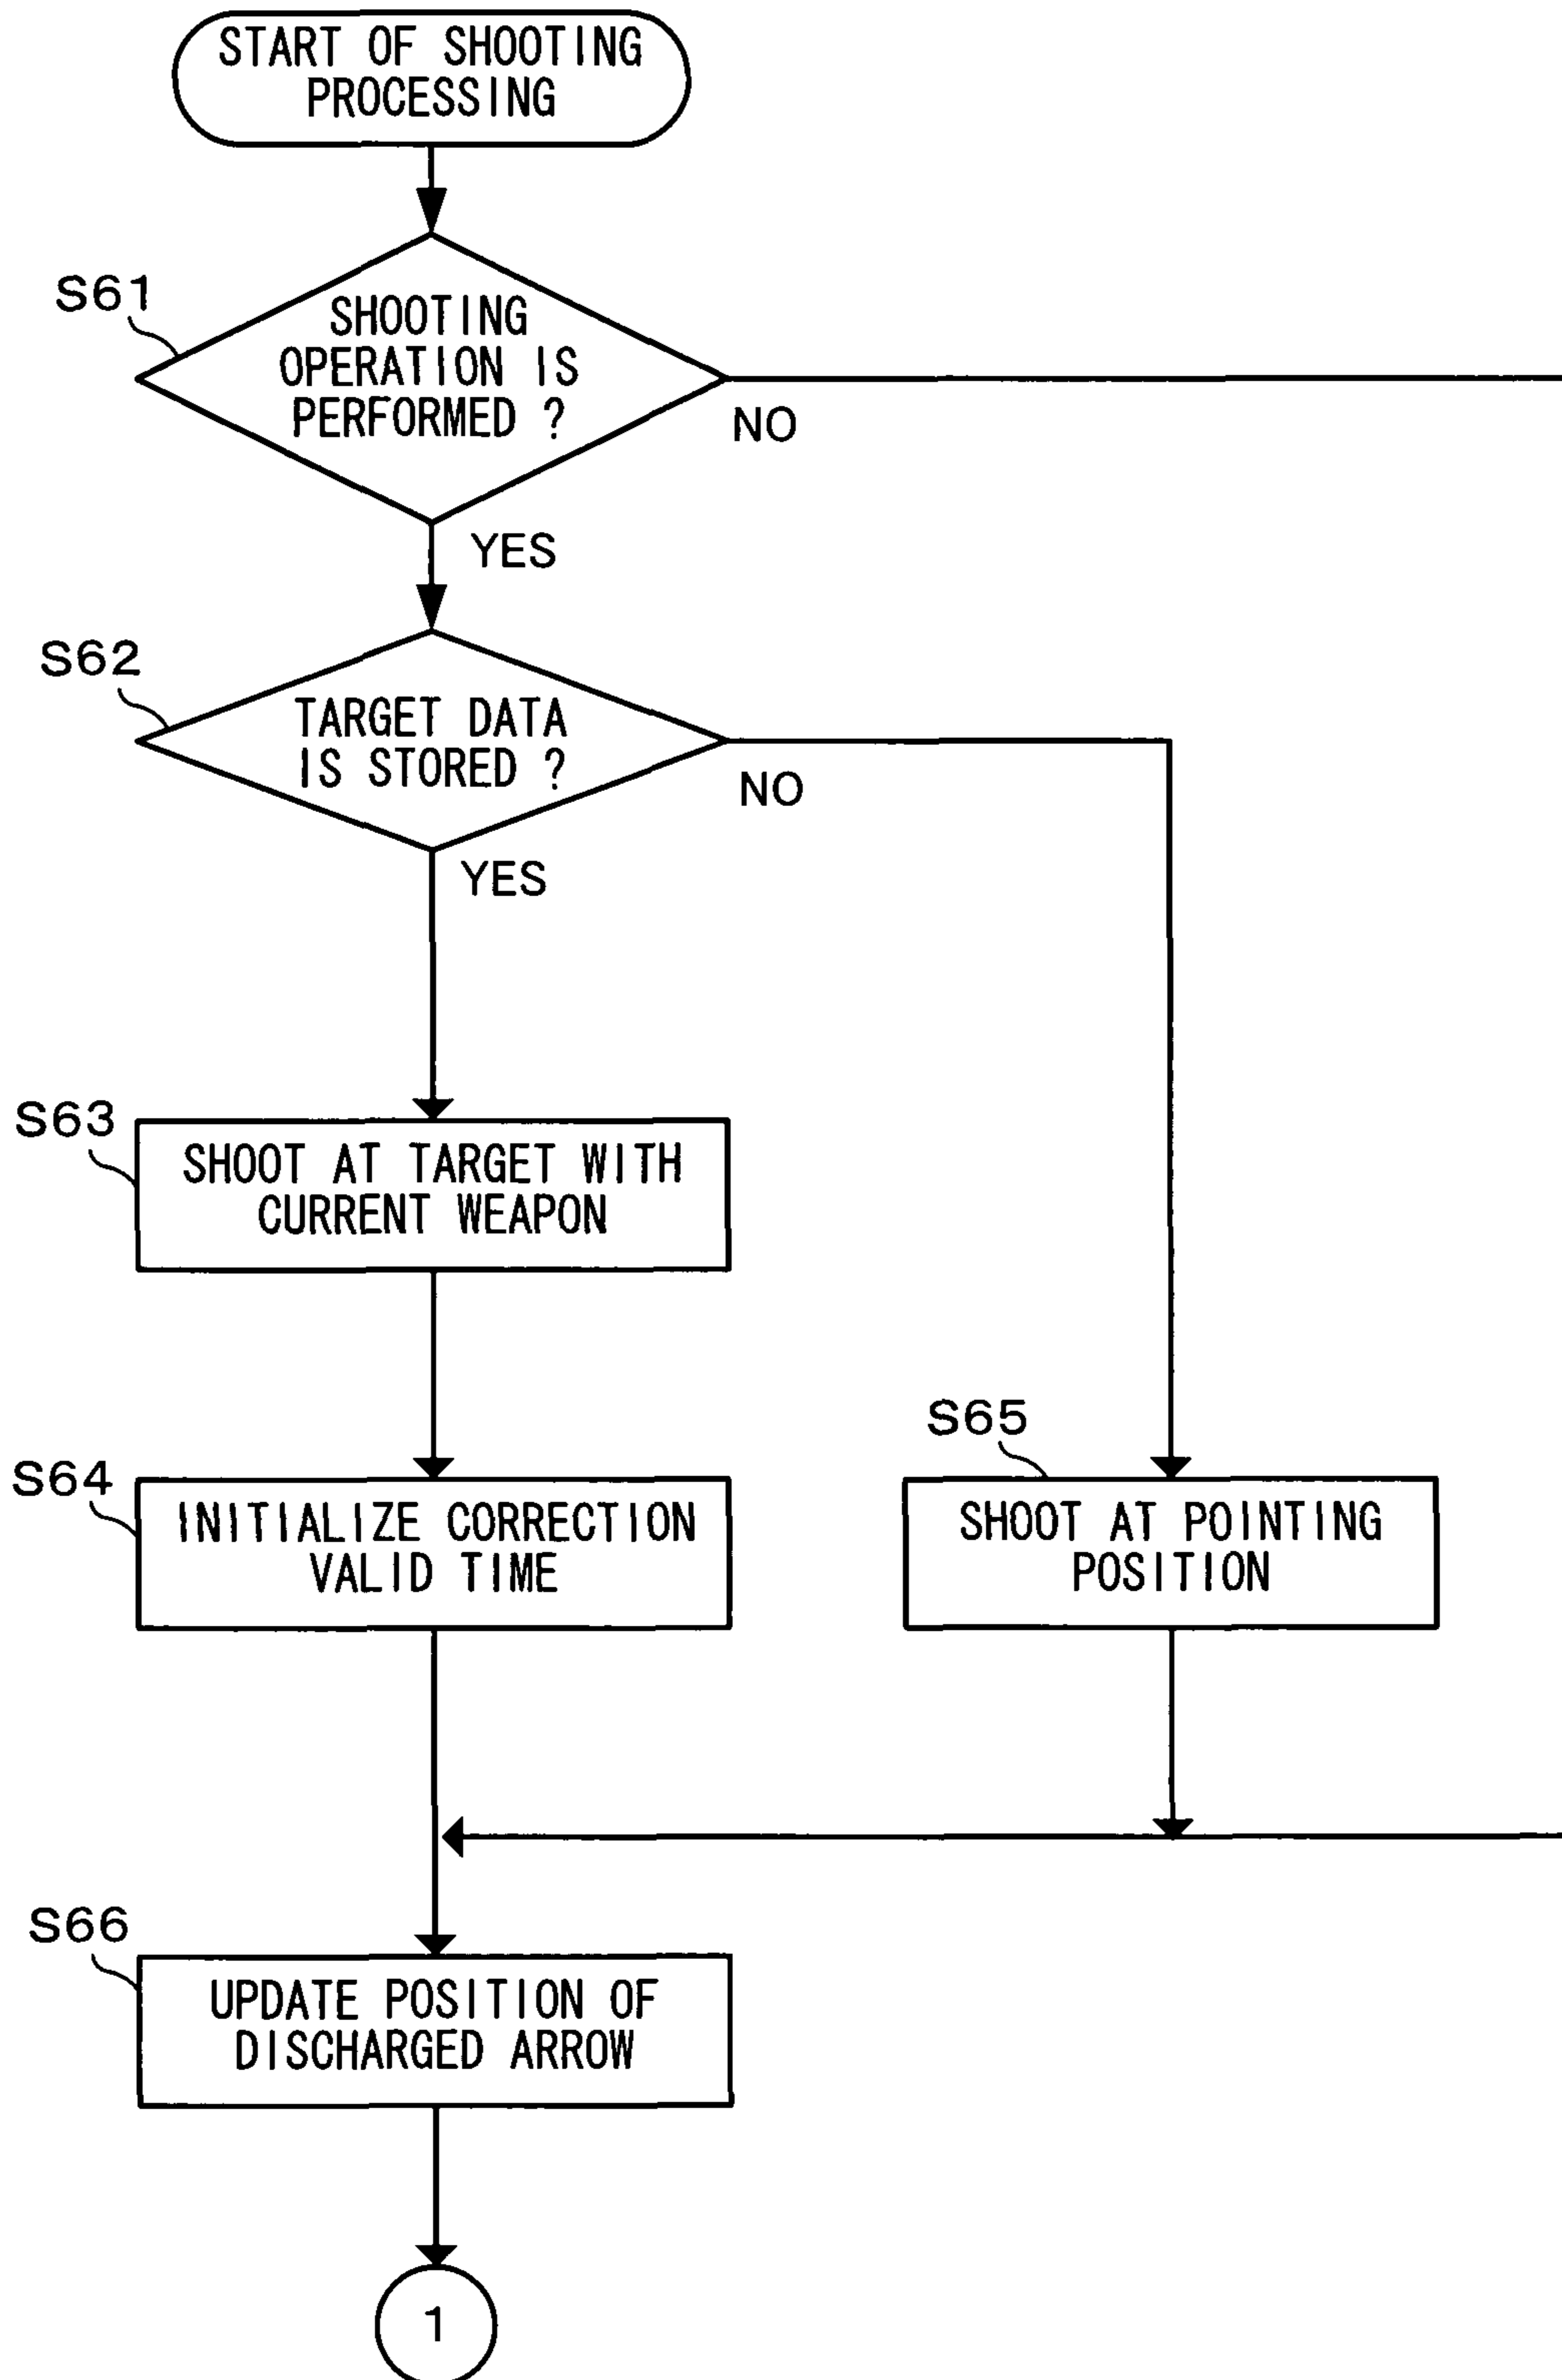 START OF SHOOTING
PROCESSING
S61
SHOOTING
OPERATION IS
PERFORMED ?
NO
YES
S62
TARGET DATA
IS STORED ?
NO
YES
S63
SHOOT AT TARGET WITH
CURRENT WEAPON
S64
INITIALIZE CORRECTION
VALID TIME
S65
SHOOT AT POINTING
POSITION
S66
UPDATE POSITION OF
DISCHARGED ARROW
1